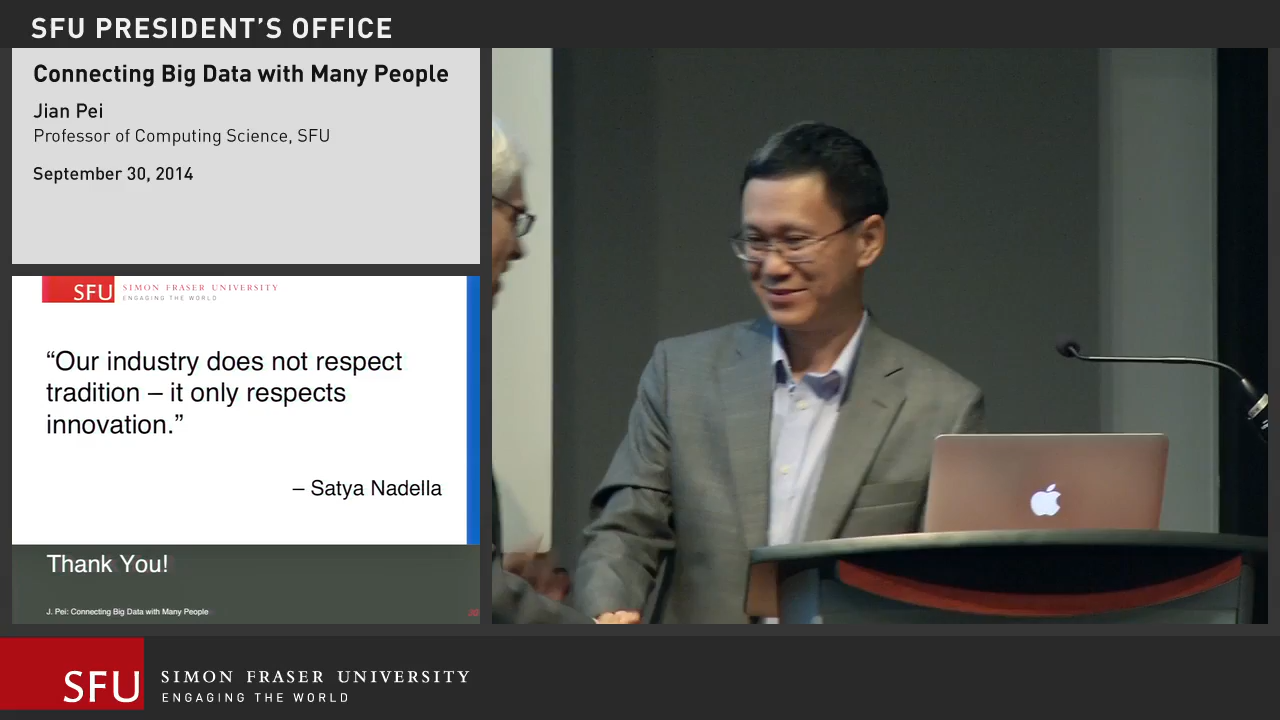 SFU PRESIDENT'S OFFICE
Connecting Big Data with Many People
Jian Pei
Professor of Computing Science, SFU
September 30, 2014
SFU SIMON FRASER UNIVERSITY
ENGAGING THE WORLD
“Our industry does not respect
tradition – it only respects
innovation.”
– Satya Nadella
Thank You!
J. Pei: Connecting Big Data with Many People
SFU SIMON FRASER UNIVERSITY
ENGAGING THE WORLD